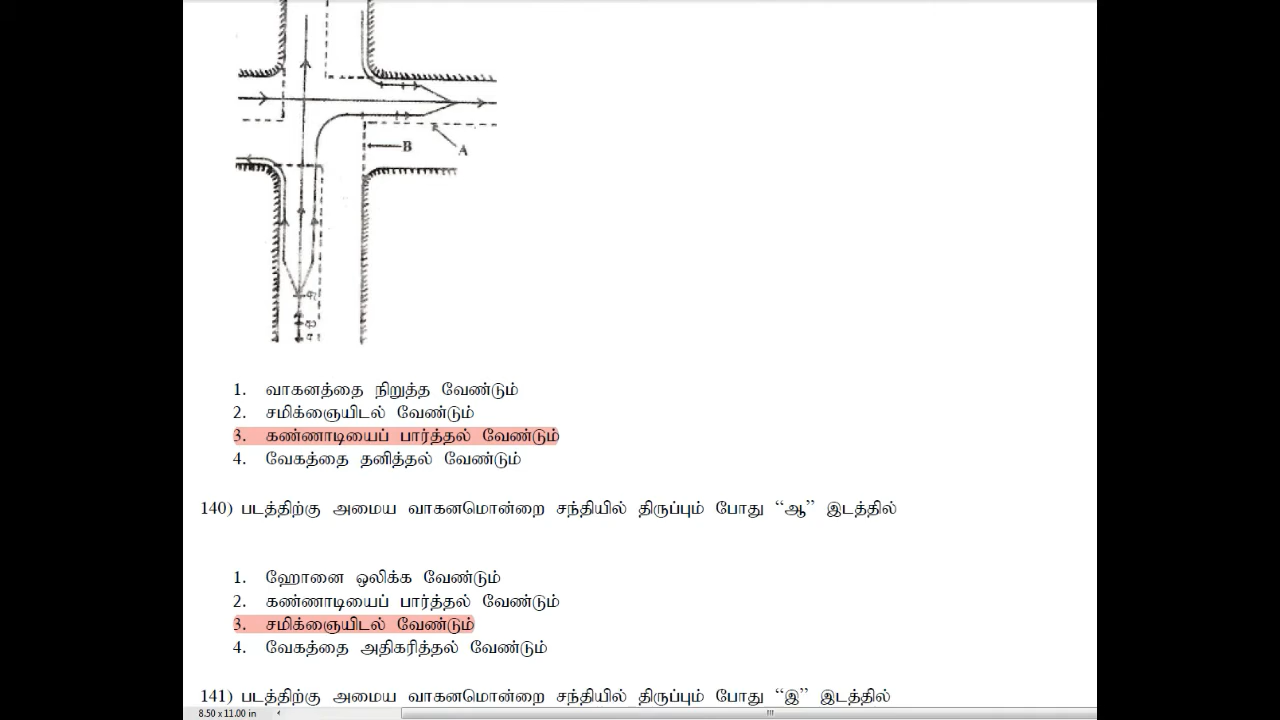 B
A
1. வாகனத்தை நிறுத்த வேண்டும்
2. சமிக்ஞையிடல் வேண்டும்
3. கண்ணாடியைப் பார்த்தல் வேண்டும்
4. வேகத்தை தனித்தல் வேண்டும்
140) படத்திற்கு அமைய வாகனமொன்றை சந்தியில் திருப்பும் போது “ஆ” இடத்தில்
1. ஹோனை ஒலிக்க வேண்டும்
2. கண்ணாடியைப் பார்த்தல் வேண்டும்
3. சமிக்ஞையிடல் வேண்டும்
4. வேகத்தை அதிகரித்தல் வேண்டும்
141) படத்திற்கு அமைய வாகனமொன்றை சந்தியில் திருப்பும் போது “இ” இடத்தில்
8.50 x 11.00 in